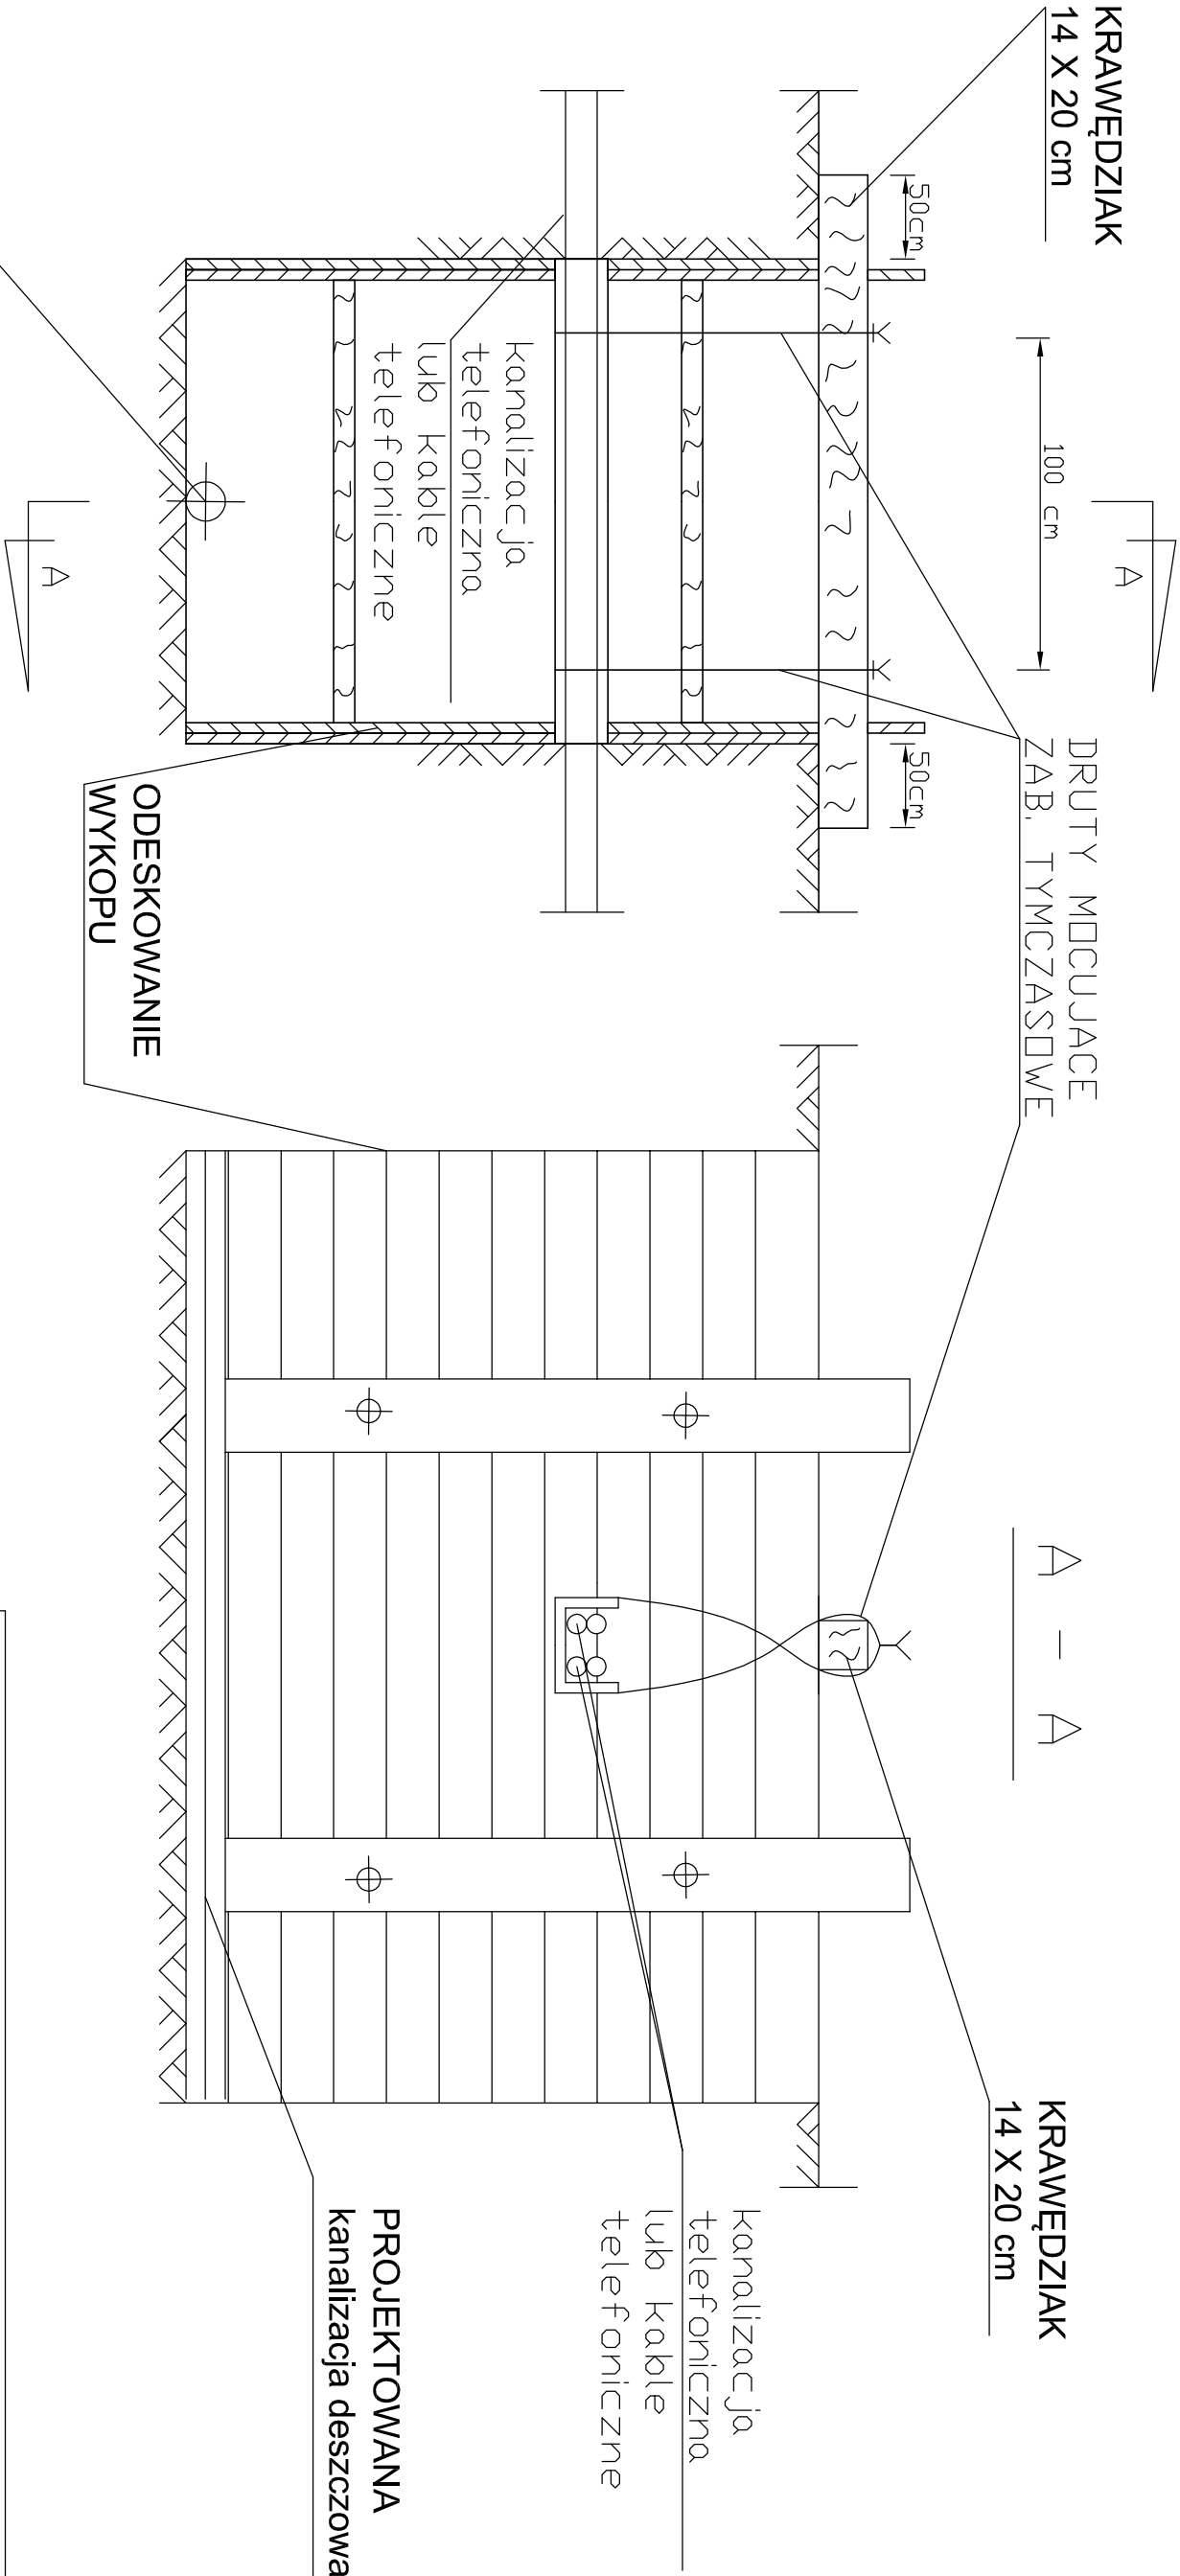 KRAWĘDZIAK
14 X 20 cm
50cm
100 cm
50cm
A
A
DRUTY MOCUJACE
ZAB. TYMCZASOWE
kanalizacja
telefoniczna
lub kable
telefoniczne
ODESKOWANIE
WYKOPU
A - A
KRAWĘDZIAK
14 X 20 cm
kanalizacja
telefoniczna
lub kable
telefoniczne
PROJEKTOWANA
kanalizacja deszczowa